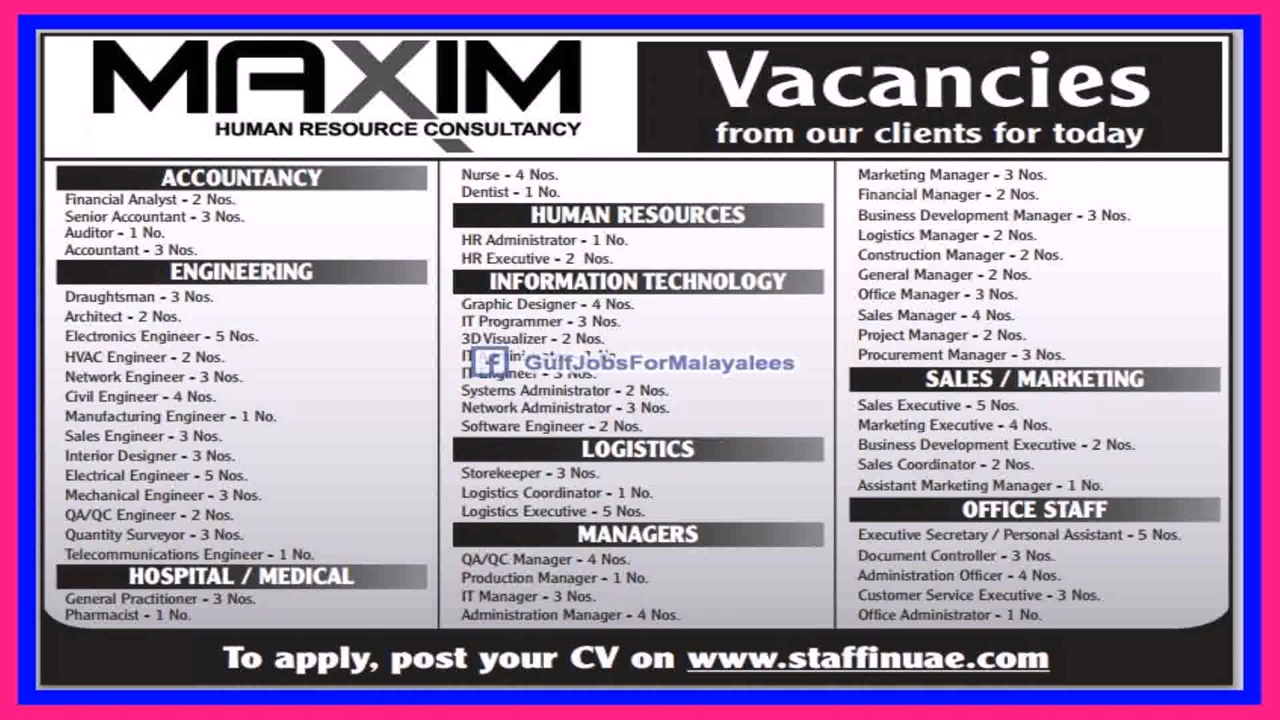 MAXIM
HUMAN RESOURCE CONSULTANCY
Vacancies
from our clients for today
ACCOUNTANCY
Financial Analyst - 2 Nos.
Senior Accountant - 3 Nos.
Auditor - 1 No.
Accountant - 3 Nos.
ENGINEERING
Draughtsman - 3 Nos.
Architect - 2 Nos.
Electronics Engineer - 5 Nos.
HVAC Engineer - 2 Nos.
Network Engineer - 3 Nos.
Civil Engineer - 4 Nos.
Manufacturing Engineer - 1 No.
Sales Engineer - 3 Nos.
Interior Designer - 3 Nos.
Electrical Engineer - 5 Nos.
Mechanical Engineer - 3 Nos.
QA/QC Engineer - 2 Nos.
Quantity Surveyor - 3 Nos.
Telecommunications Engineer - 1 No.
HOSPITAL / MEDICAL
General Practitioner - 3 Nos.
Pharmacist - 1 No.
Nurse - 4 Nos.
Dentist - 1 No.
HUMAN RESOURCES
HR Administrator - 1 No.
HR Executive - 2 Nos.
INFORMATION TECHNOLOGY
Graphic Designer - 4 Nos.
IT Programmer - 3 Nos.
3D Visualizer - 2 Nos.
IT
f GulfJobsForMalayalees
IT Engineer - 3 Nos.
Systems Administrator - 2 Nos.
Network Administrator - 3 Nos.
Software Engineer - 2 Nos.
LOGISTICS
Storekeeper - 3 Nos.
Logistics Coordinator - 1 No.
Logistics Executive - 5 Nos.
MANAGERS
QA/QC Manager - 4 Nos.
Production Manager - 1 No.
IT Manager - 3 Nos.
Administration Manager - 4 Nos.
Marketing Manager - 3 Nos.
Financial Manager - 2 Nos.
Business Development Manager - 3 Nos.
Logistics Manager - 2 Nos.
Construction Manager - 2 Nos.
General Manager - 2 Nos.
Office Manager - 3 Nos.
Sales Manager - 4 Nos.
Project Manager - 2 Nos.
Procurement Manager - 3 Nos.
SALES / MARKETING
Sales Executive - 5 Nos.
Marketing Executive - 4 Nos.
Business Development Executive - 2 Nos.
Sales Coordinator - 2 Nos.
Assistant Marketing Manager - 1 No.
OFFICE STAFF
Executive Secretary / Personal Assistant - 5 Nos.
Document Controller - 3 Nos.
Administration Officer - 4 Nos.
Customer Service Executive - 3 Nos.
Office Administrator - 1 No.
To apply, post your CV on www.staffinuae.com